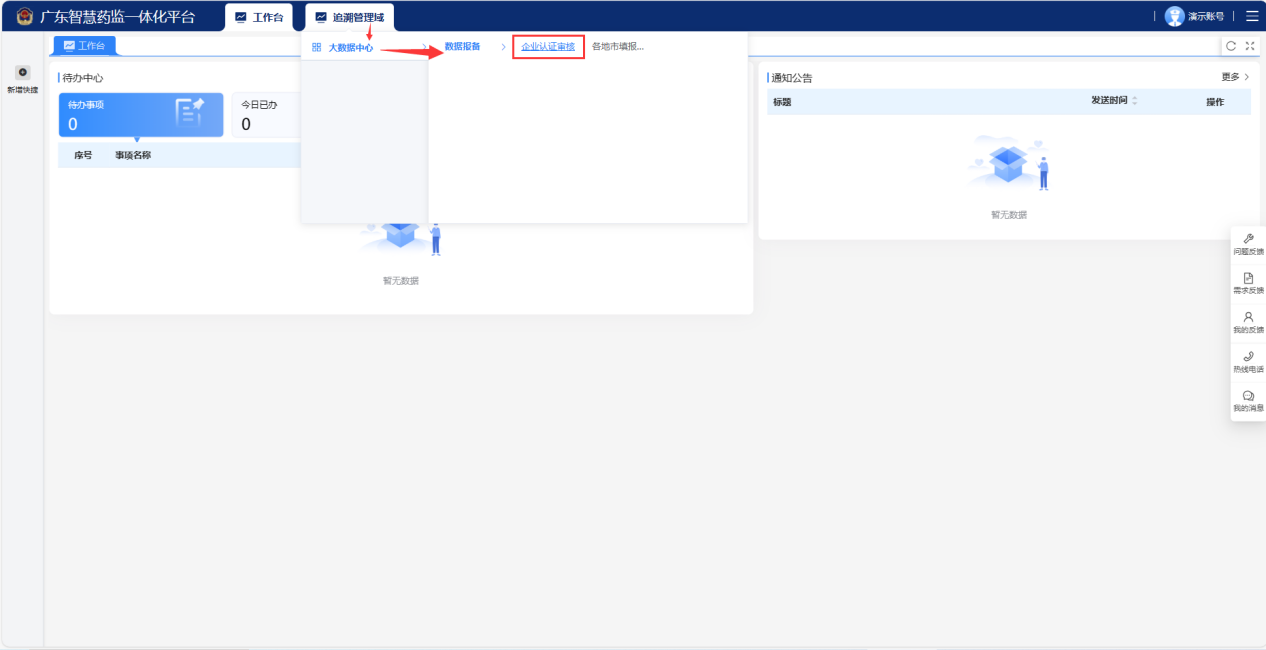 广东智慧药监一体化平台
工作台
追溯管理域
演示账号
工作台
大数据中心
数据报备
企业认证审核
各地市填报...
新增快捷
待办中心
待办事项
0
今日已办
0
序号
事项名称
暂无数据
通知公告
更多
标题
发送时间
操作
暂无数据
问题反馈
需求反馈
我的反馈
热线电话
我的消息